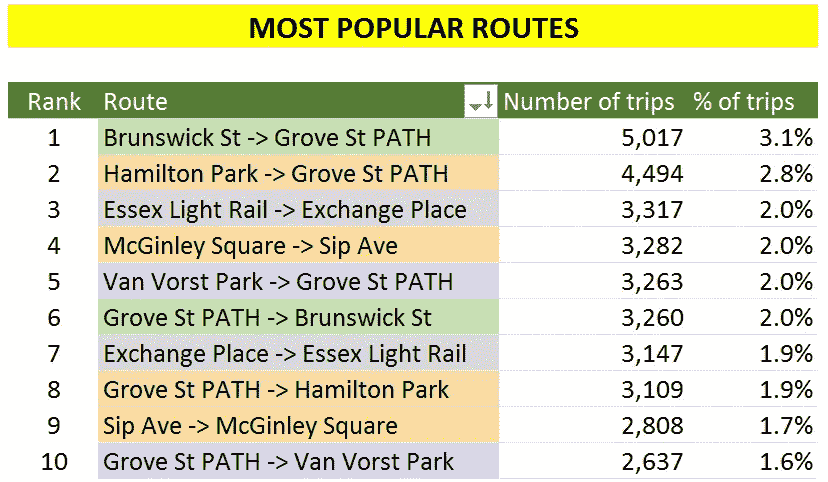 MOST POPULAR ROUTES
Rank Route Number of trips % of trips
1 Brunswick St -> Grove St PATH 5,017 3.1%
2 Hamilton Park -> Grove St PATH 4,494 2.8%
3 Essex Light Rail -> Exchange Place 3,317 2.0%
4 McGinley Square -> Sip Ave 3,282 2.0%
5 Van Vorst Park -> Grove St PATH 3,263 2.0%
6 Grove St PATH -> Brunswick St 3,260 2.0%
7 Exchange Place -> Essex Light Rail 3,147 1.9%
8 Grove St PATH -> Hamilton Park 3,109 1.9%
9 Sip Ave -> McGinley Square 2,808 1.7%
10 Grove St PATH -> Van Vorst Park 2,637 1.6%